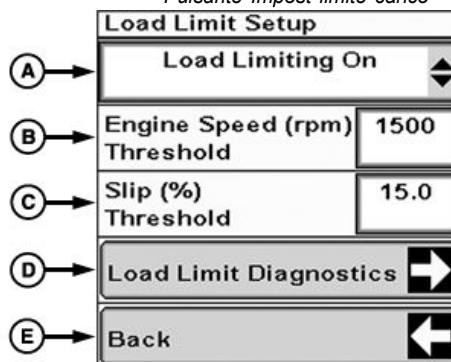 Pulsante impost limite carico
Load Limit Setup
A
Load Limiting On
B
Engine Speed (rpm)
Threshold
1500
C
Slip (%)
Threshold
15.0
D
Load Limit Diagnostics
E
Back